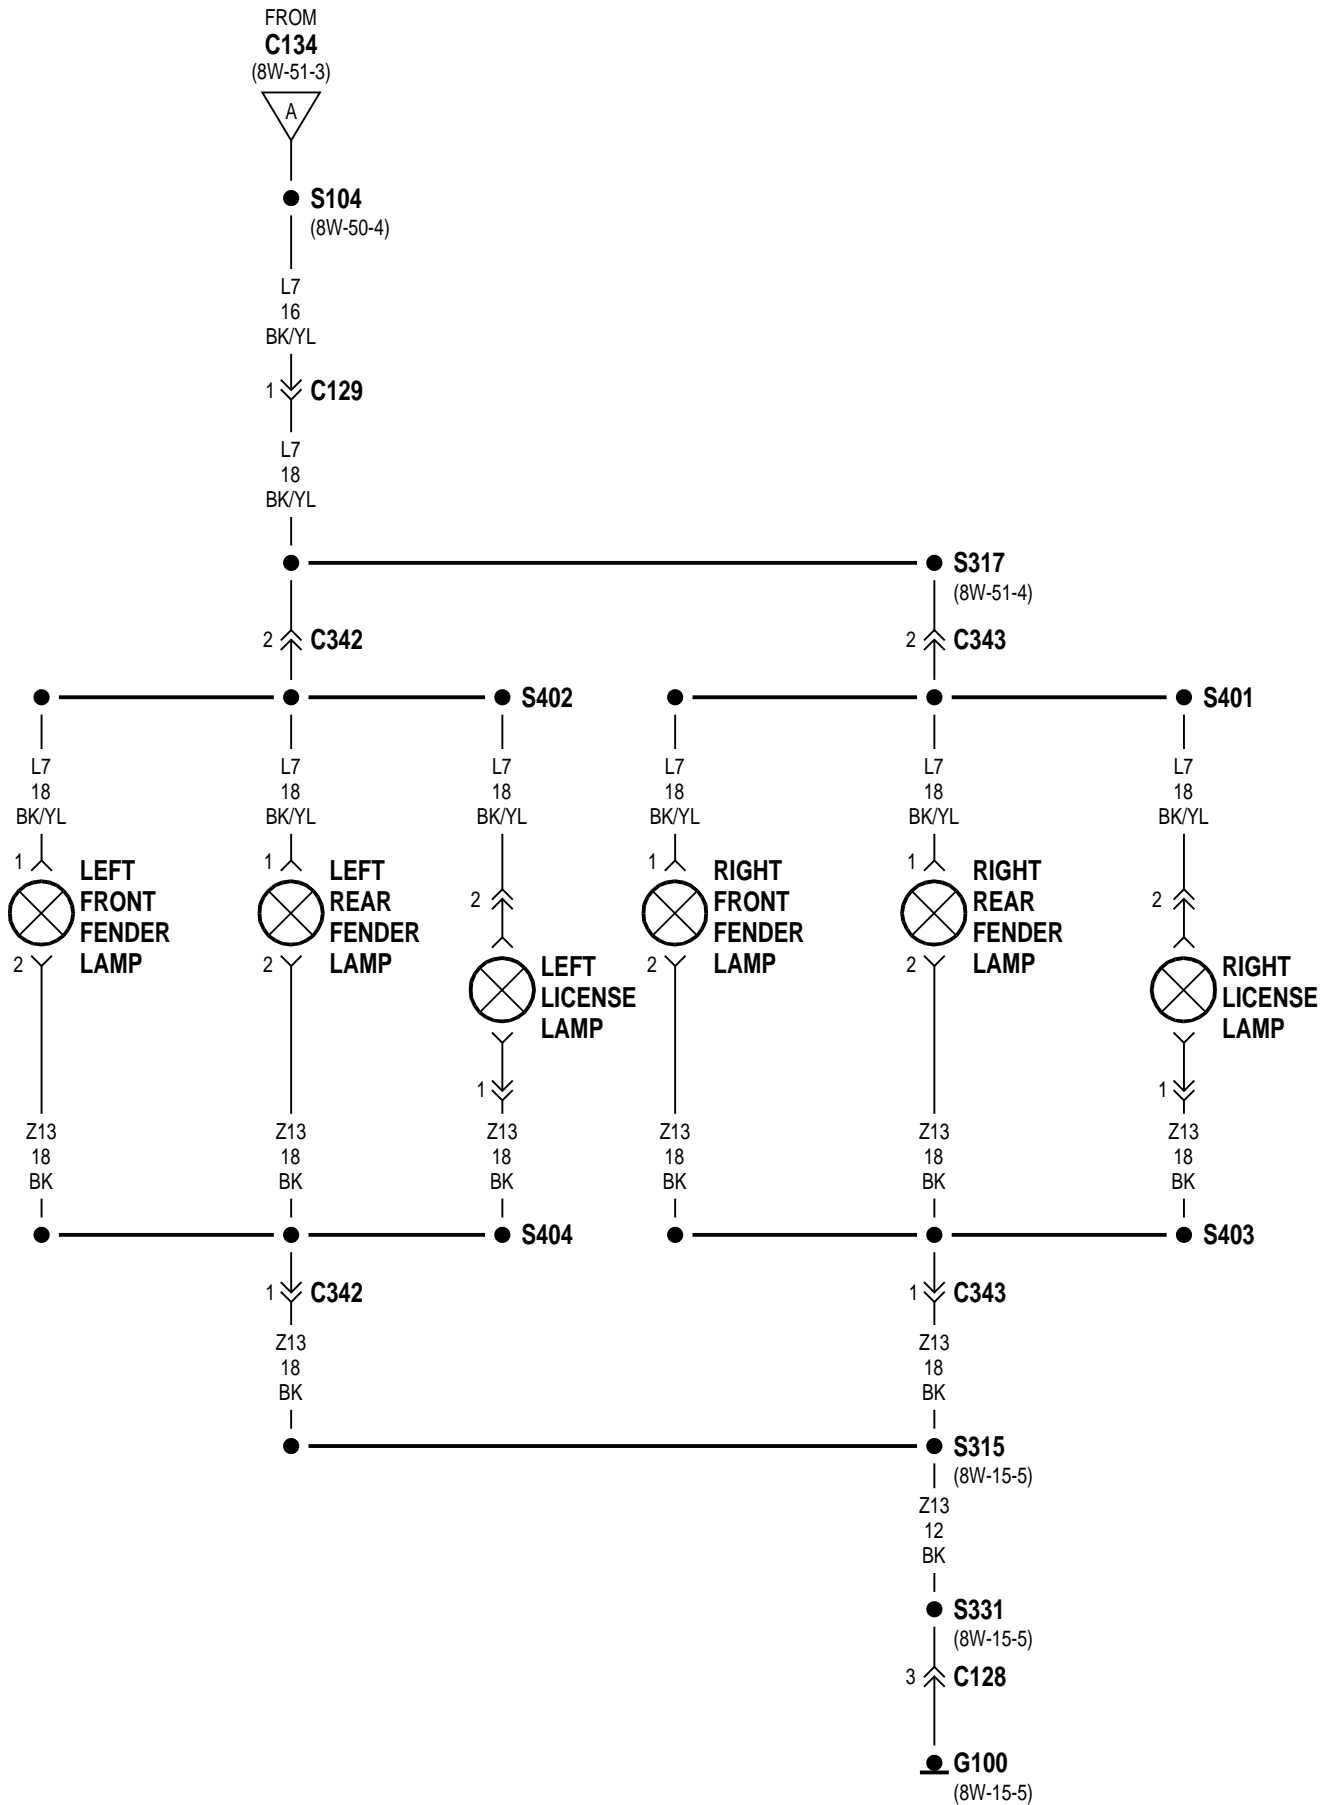 FROM
C134
(8W-51-3)
A
S104
(8W-50-4)
L7
16
BK/YL
1
C129
L7
18
BK/YL
S317
(8W-51-4)
2
C342
2
C343
S402
S401
L7
18
BK/YL
L7
18
BK/YL
L7
18
BK/YL
L7
18
BK/YL
L7
18
BK/YL
L7
18
BK/YL
1
LEFT
FRONT
FENDER
LAMP
2
1
LEFT
REAR
FENDER
LAMP
2
2
LEFT
LICENSE
LAMP
1
1
RIGHT
FRONT
FENDER
LAMP
2
1
RIGHT
REAR
FENDER
LAMP
2
2
RIGHT
LICENSE
LAMP
1
Z13
18
BK
Z13
18
BK
Z13
18
BK
Z13
18
BK
Z13
18
BK
Z13
18
BK
S404
S403
1
C342
1
C343
Z13
18
BK
Z13
18
BK
S315
(8W-15-5)
Z13
12
BK
S331
(8W-15-5)
3
C128
G100
(8W-15-5)